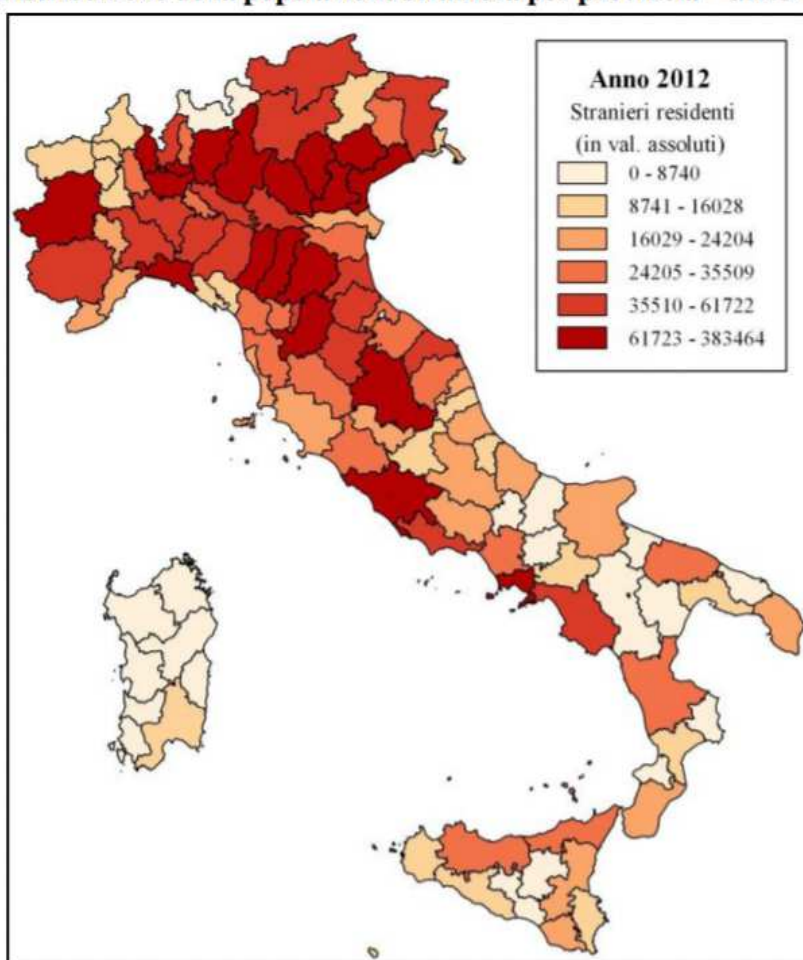 Anno 2012
Stranieri residenti
(in val. assoluti)
0 - 8740
8741 - 16028
16029 - 24204
24205 - 35509
35510 - 61722
61723 - 383464